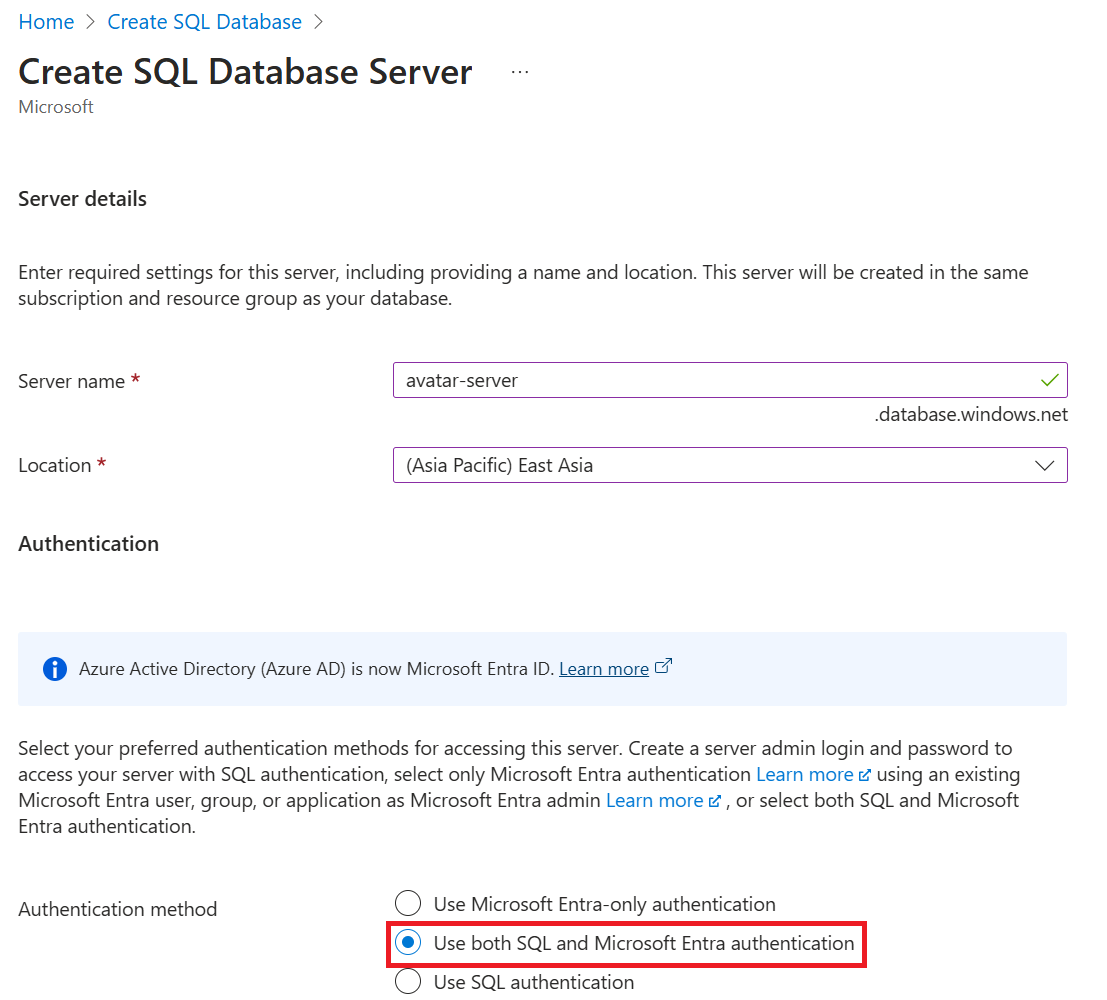 Home > Create SQL Database >
Create SQL Database Server ...
Microsoft
Server details
Enter required settings for this server, including providing a name and location. This server will be created in the same
subscription and resource group as your database.
Server name *
avatar-server
.database.windows.net
Location *
(Asia Pacific) East Asia
Authentication
Azure Active Directory (Azure AD) is now Microsoft Entra ID. Learn more
Select your preferred authentication methods for accessing this server. Create a server admin login and password to
access your server with SQL authentication, select only Microsoft Entra authentication Learn more using an existing
Microsoft Entra user, group, or application as Microsoft Entra admin Learn more , or select both SQL and Microsoft
Entra authentication.
Authentication method
Use Microsoft Entra-only authentication
Use both SQL and Microsoft Entra authentication
Use SQL authentication